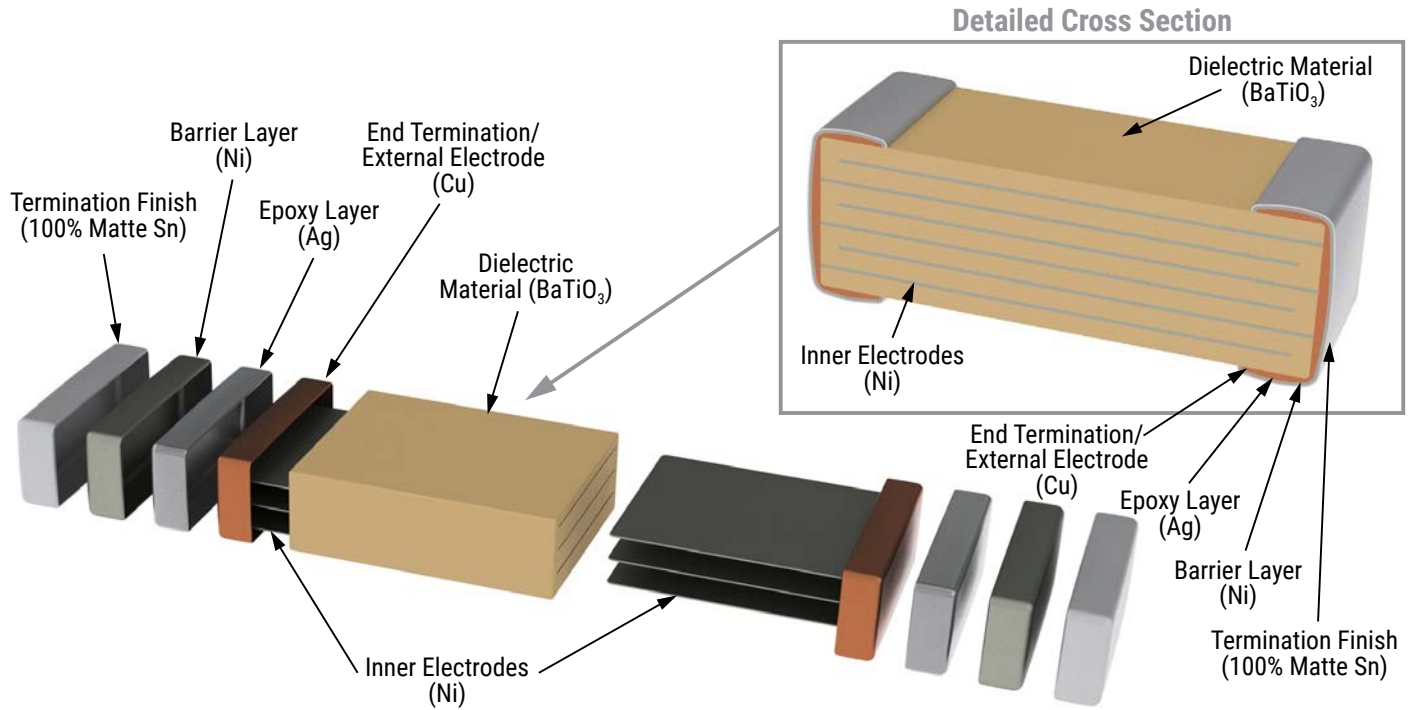 Detailed Cross Section
Dielectric Material
(BaTiO₃)
Inner Electrodes
(Ni)
End Termination/
External Electrode
(Cu)
Epoxy Layer
(Ag)
Barrier Layer
(Ni)
Termination Finish
(100% Matte Sn)
Termination Finish
(100% Matte Sn)
Barrier Layer
(Ni)
Epoxy Layer
(Ag)
End Termination/
External Electrode
(Cu)
Dielectric
Material (BaTiO₃)
Inner Electrodes
(Ni)